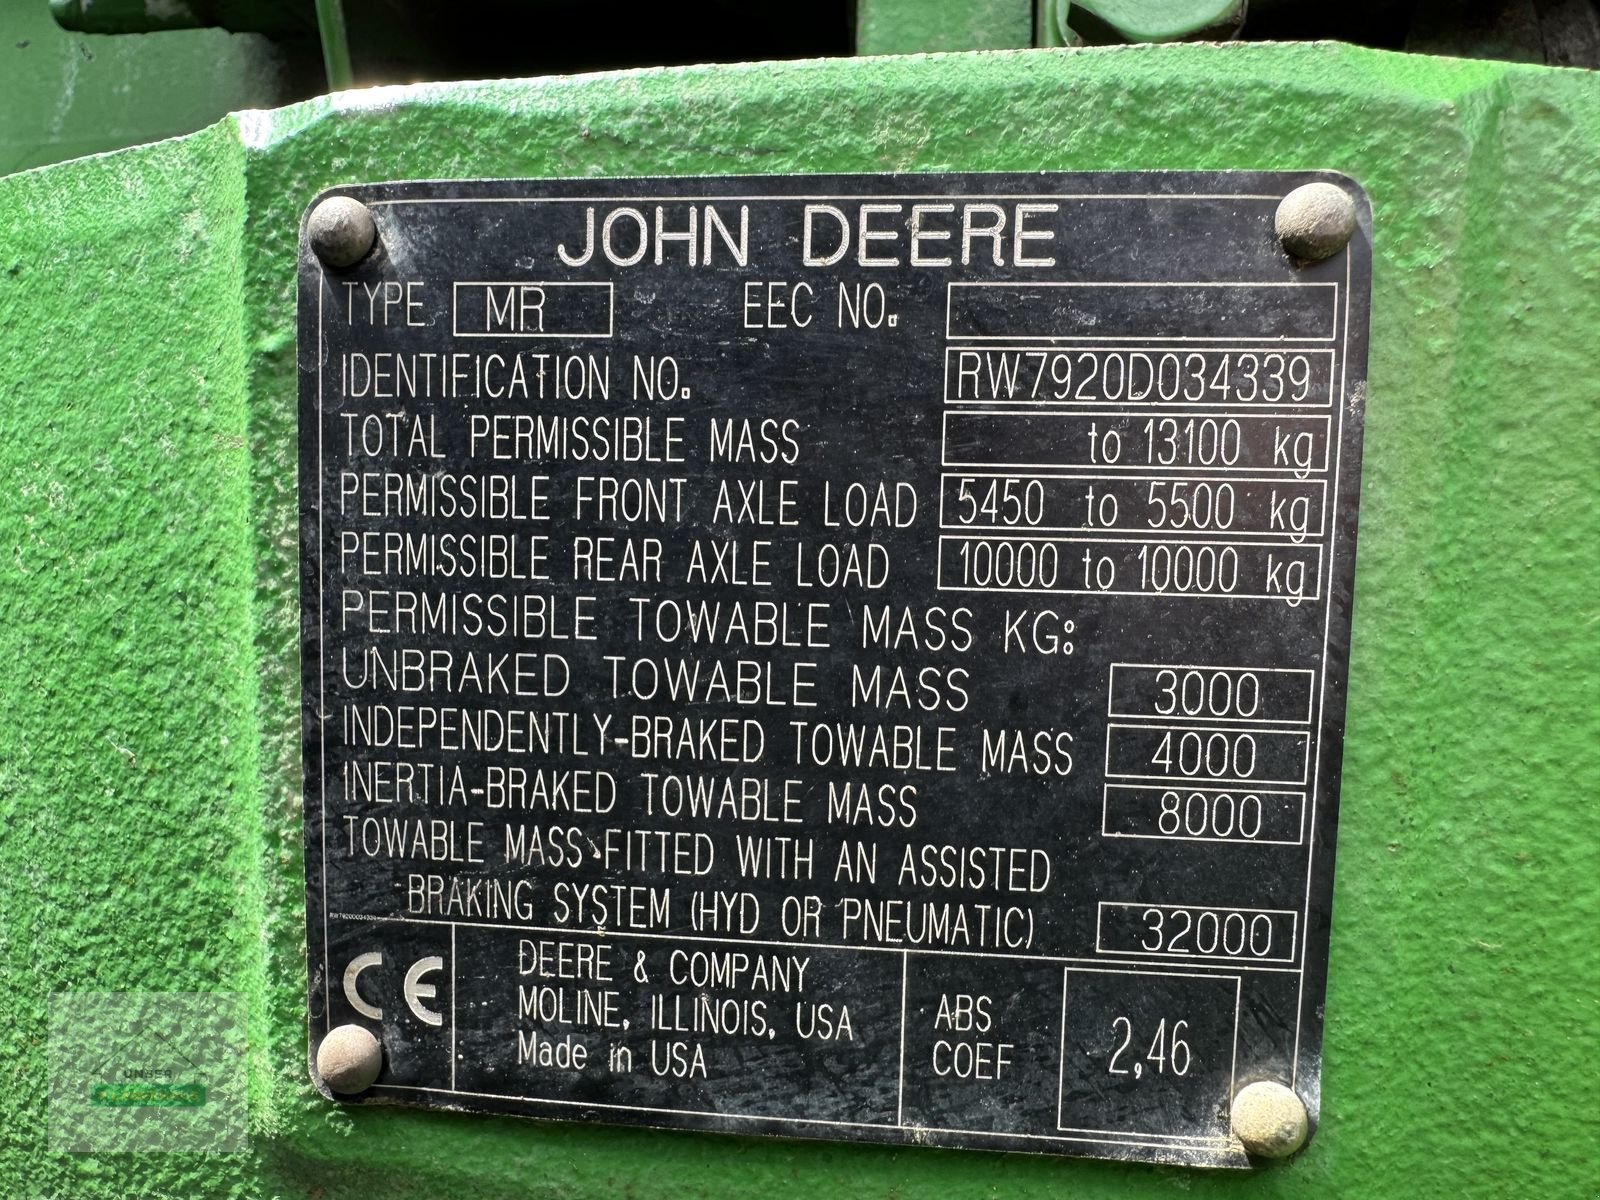 JOHN DEERE
TYPE MR EEC NO.
IDENTIFICATION NO. RW7920D034339
TOTAL PERMISSIBLE MASS to 13100 kg
PERMISSIBLE FRONT AXLE LOAD 5450 to 5500 kg
PERMISSIBLE REAR AXLE LOAD 10000 to 10000 kg
PERMISSIBLE TOWABLE MASS KG:
UNBRAKED TOWABLE MASS 3000
INDEPENDENTLY-BRAKED TOWABLE MASS 4000
INERTIA-BRAKED TOWABLE MASS 8000
TOWABLE MASS FITTED WITH AN ASSISTED
BRAKING SYSTEM (HYD OR PNEUMATIC) 32000
RW7920D034339
CE
DEERE & COMPANY
MOLINE, ILLINOIS, USA
Made in USA
ABS
COEF
2,46
UNSER